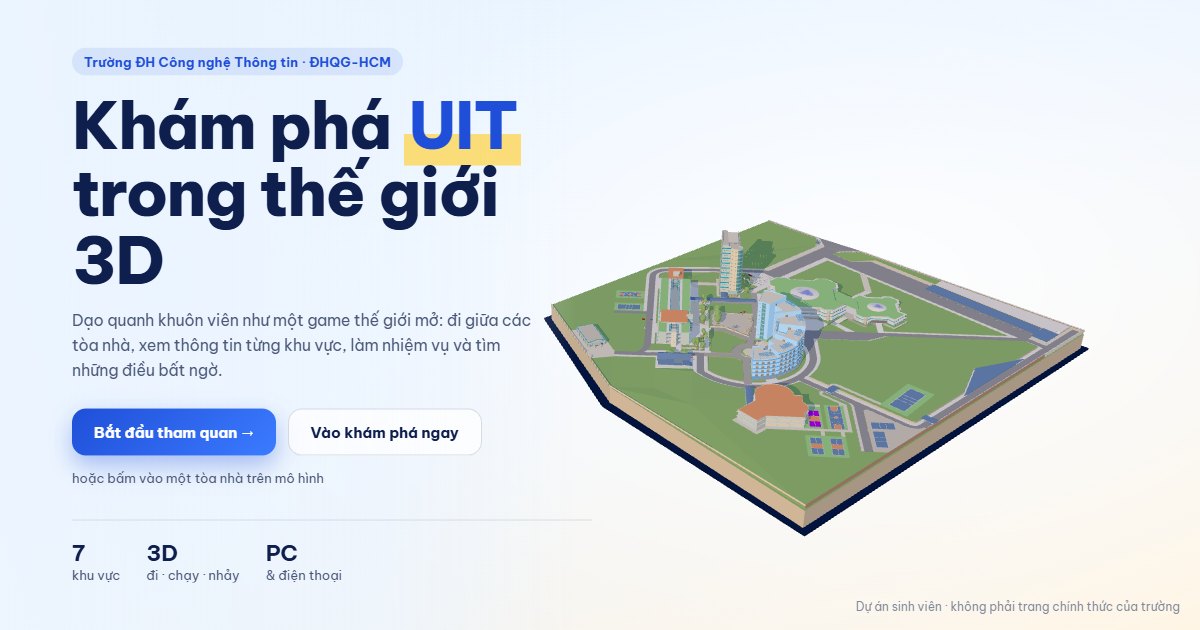 Trường ĐH Công nghệ Thông tin · ĐHQG-HCM
Khám phá UIT
trong thế giới
3D
Dạo quanh khuôn viên như một game thế giới mở: đi giữa các
tòa nhà, xem thông tin từng khu vực, làm nhiệm vụ và tìm
những điều bất ngờ.
Bắt đầu tham quan →
Vào khám phá ngay
hoặc bấm vào một tòa nhà trên mô hình
7
khu vực
3D
đi · chạy · nhảy
PC
& điện thoại
Dự án sinh viên · không phải trang chính thức của trường